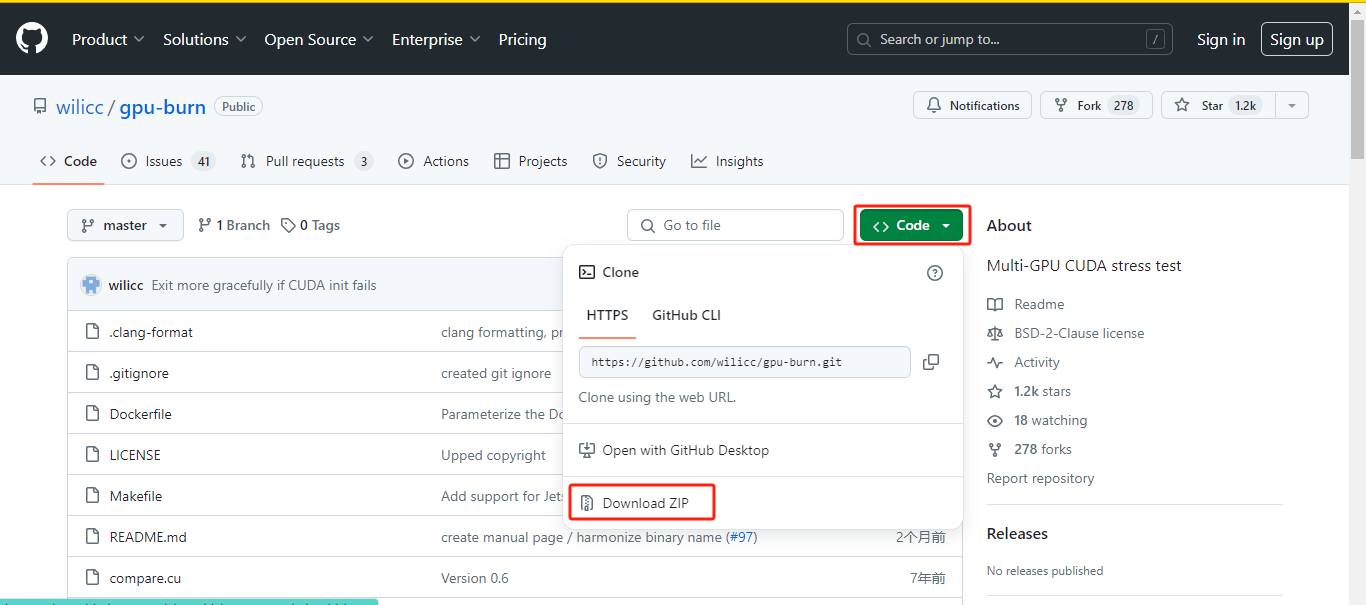 Product Solutions Open Source Enterprise Pricing Search or jump to... / Sign in Sign up
wilicc / gpu-burn Public Notifications Fork 278 Star 1.2k
Code Issues 41 Pull requests 3 Actions Projects Security Insights
master 1 Branch 0 Tags Go to file Code
wilicc Exit more gracefully if CUDA init fails
.clang-format clang formatting, pr
.gitignore created git ignore
Dockerfile Parameterize the Do
LICENSE Upped copyright
Makefile Add support for Jets
README.md create manual page / harmonize binary name (#97) 2个月前
compare.cu Version 0.6 7年前
Clone
HTTPS GitHub CLI
https://github.com/wilicc/gpu-burn.git
Clone using the web URL.
Open with GitHub Desktop
Download ZIP
About
Multi-GPU CUDA stress test
Readme
BSD-2-Clause license
Activity
1.2k stars
18 watching
278 forks
Report repository
Releases
No releases published